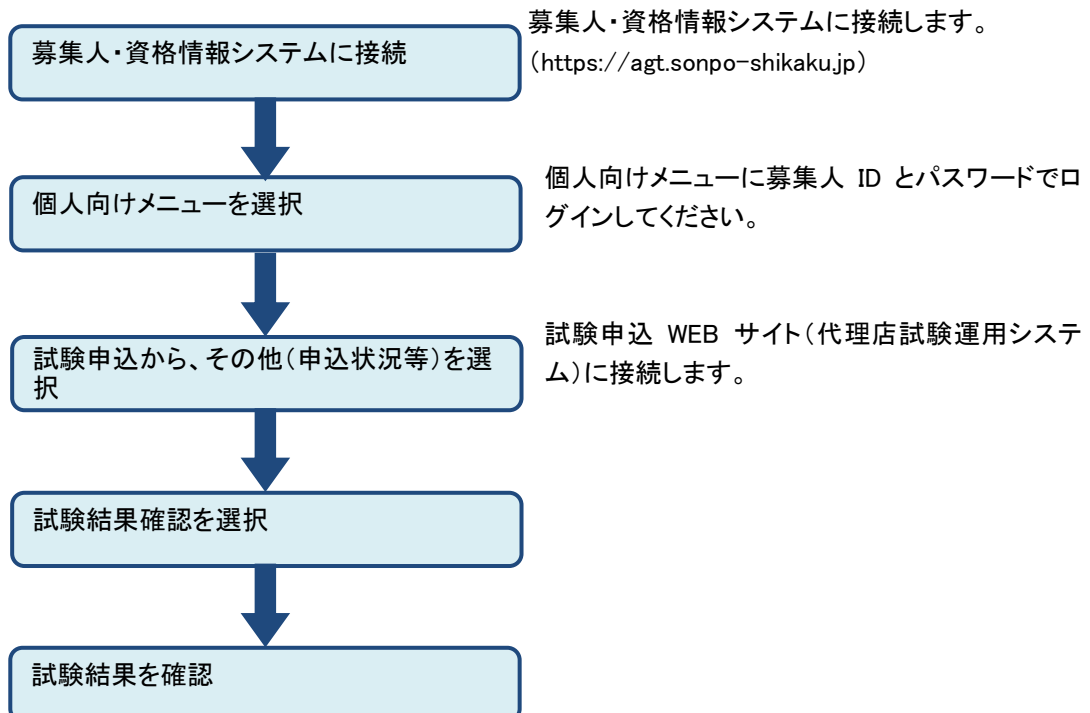 募集人・資格情報システムに接続
募集人・資格情報システムに接続します。
（https://agt.sonpo-shikaku.jp）
個人向けメニューを選択
個人向けメニューに募集人 ID とパスワードでロ
グインしてください。
試験申込から、その他（申込状況等）を選
択
試験申込 WEB サイト（代理店試験運用システ
ム）に接続します。
試験結果確認を選択
試験結果を確認